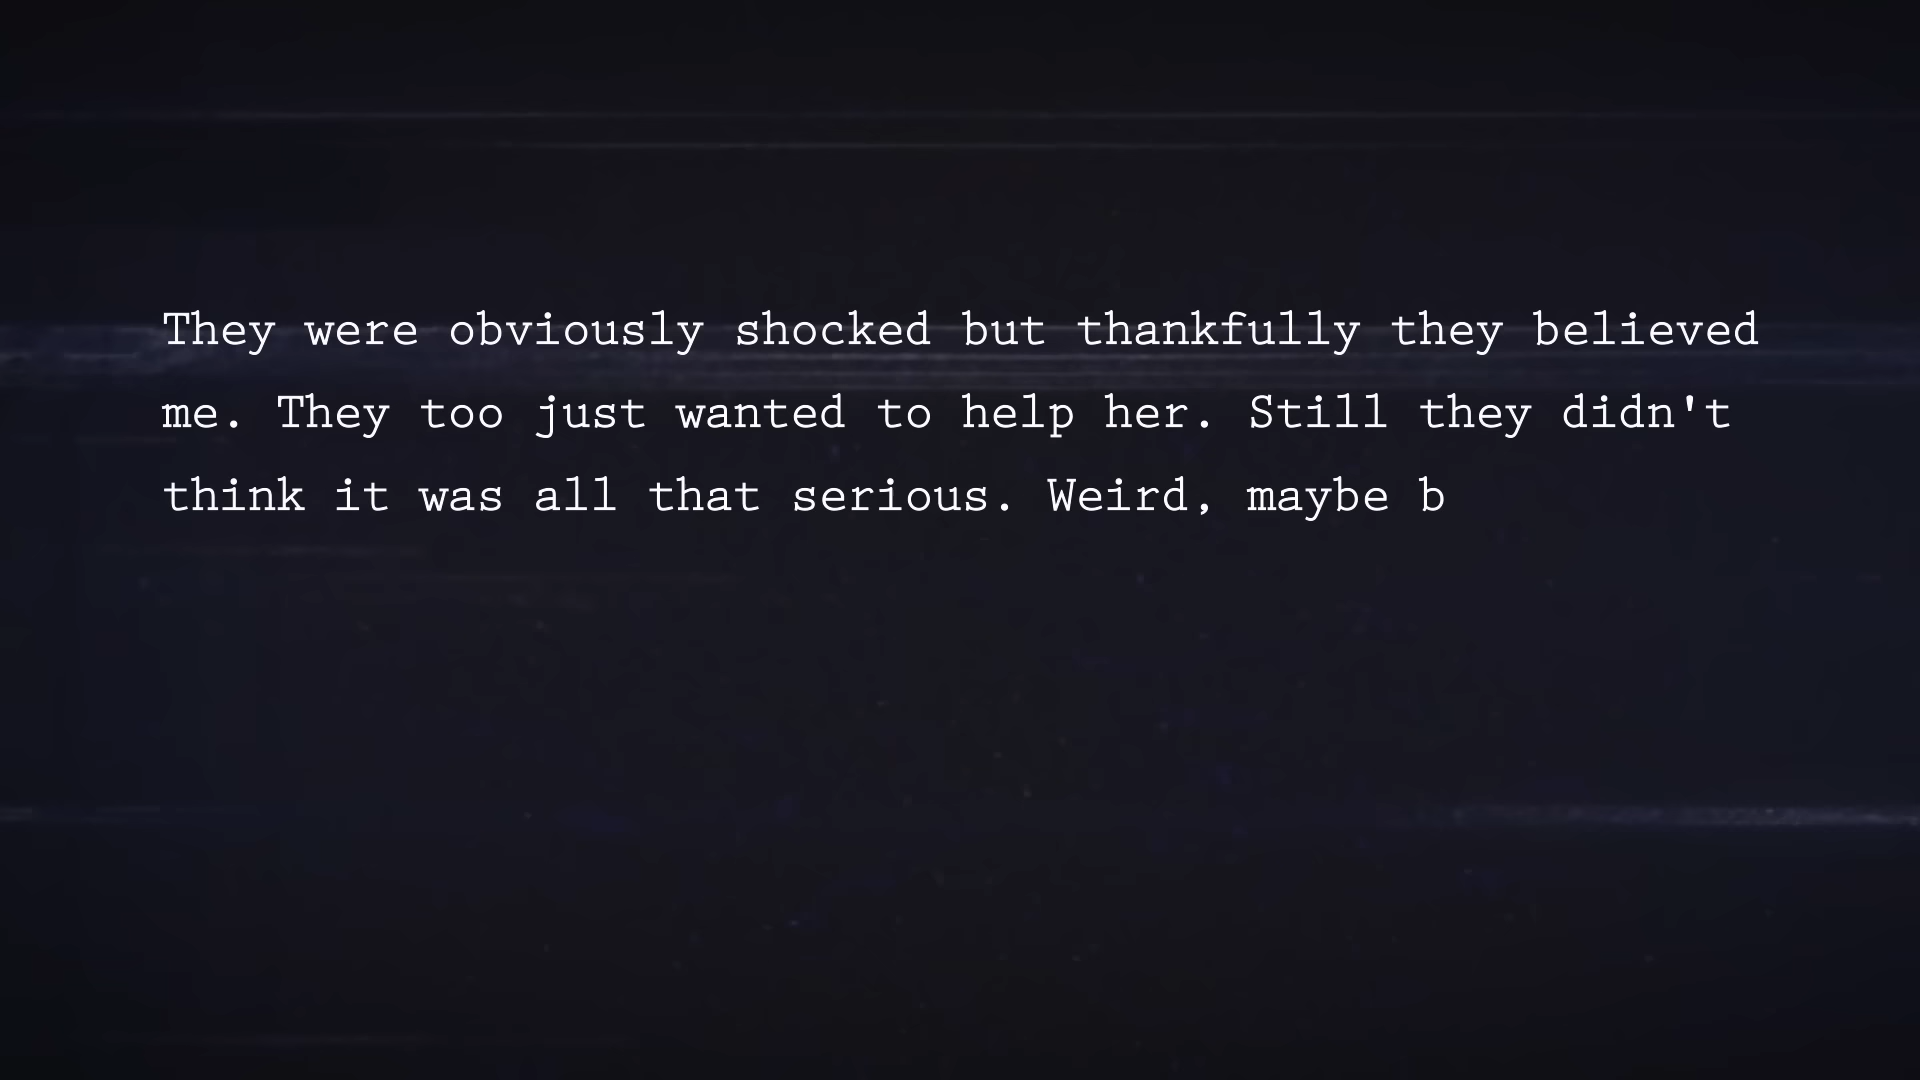 They were obviously shocked but thankfully they believed
me. They too just wanted to help her. Still they didn't
think it was all that serious. Weird, maybe b